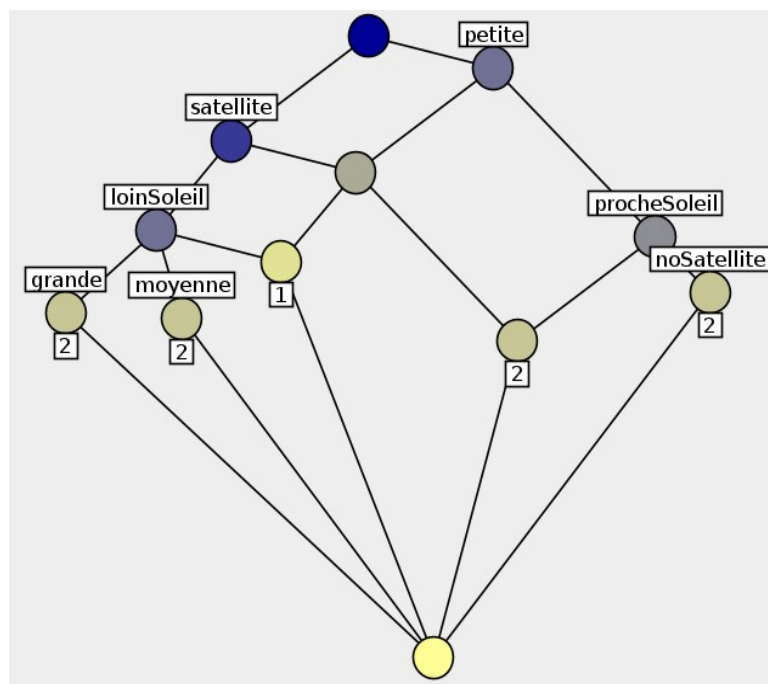 petite
satellite
loinSoleil
procheSoleil
noSatellite
grande
moyenne
1
2
2
2
2